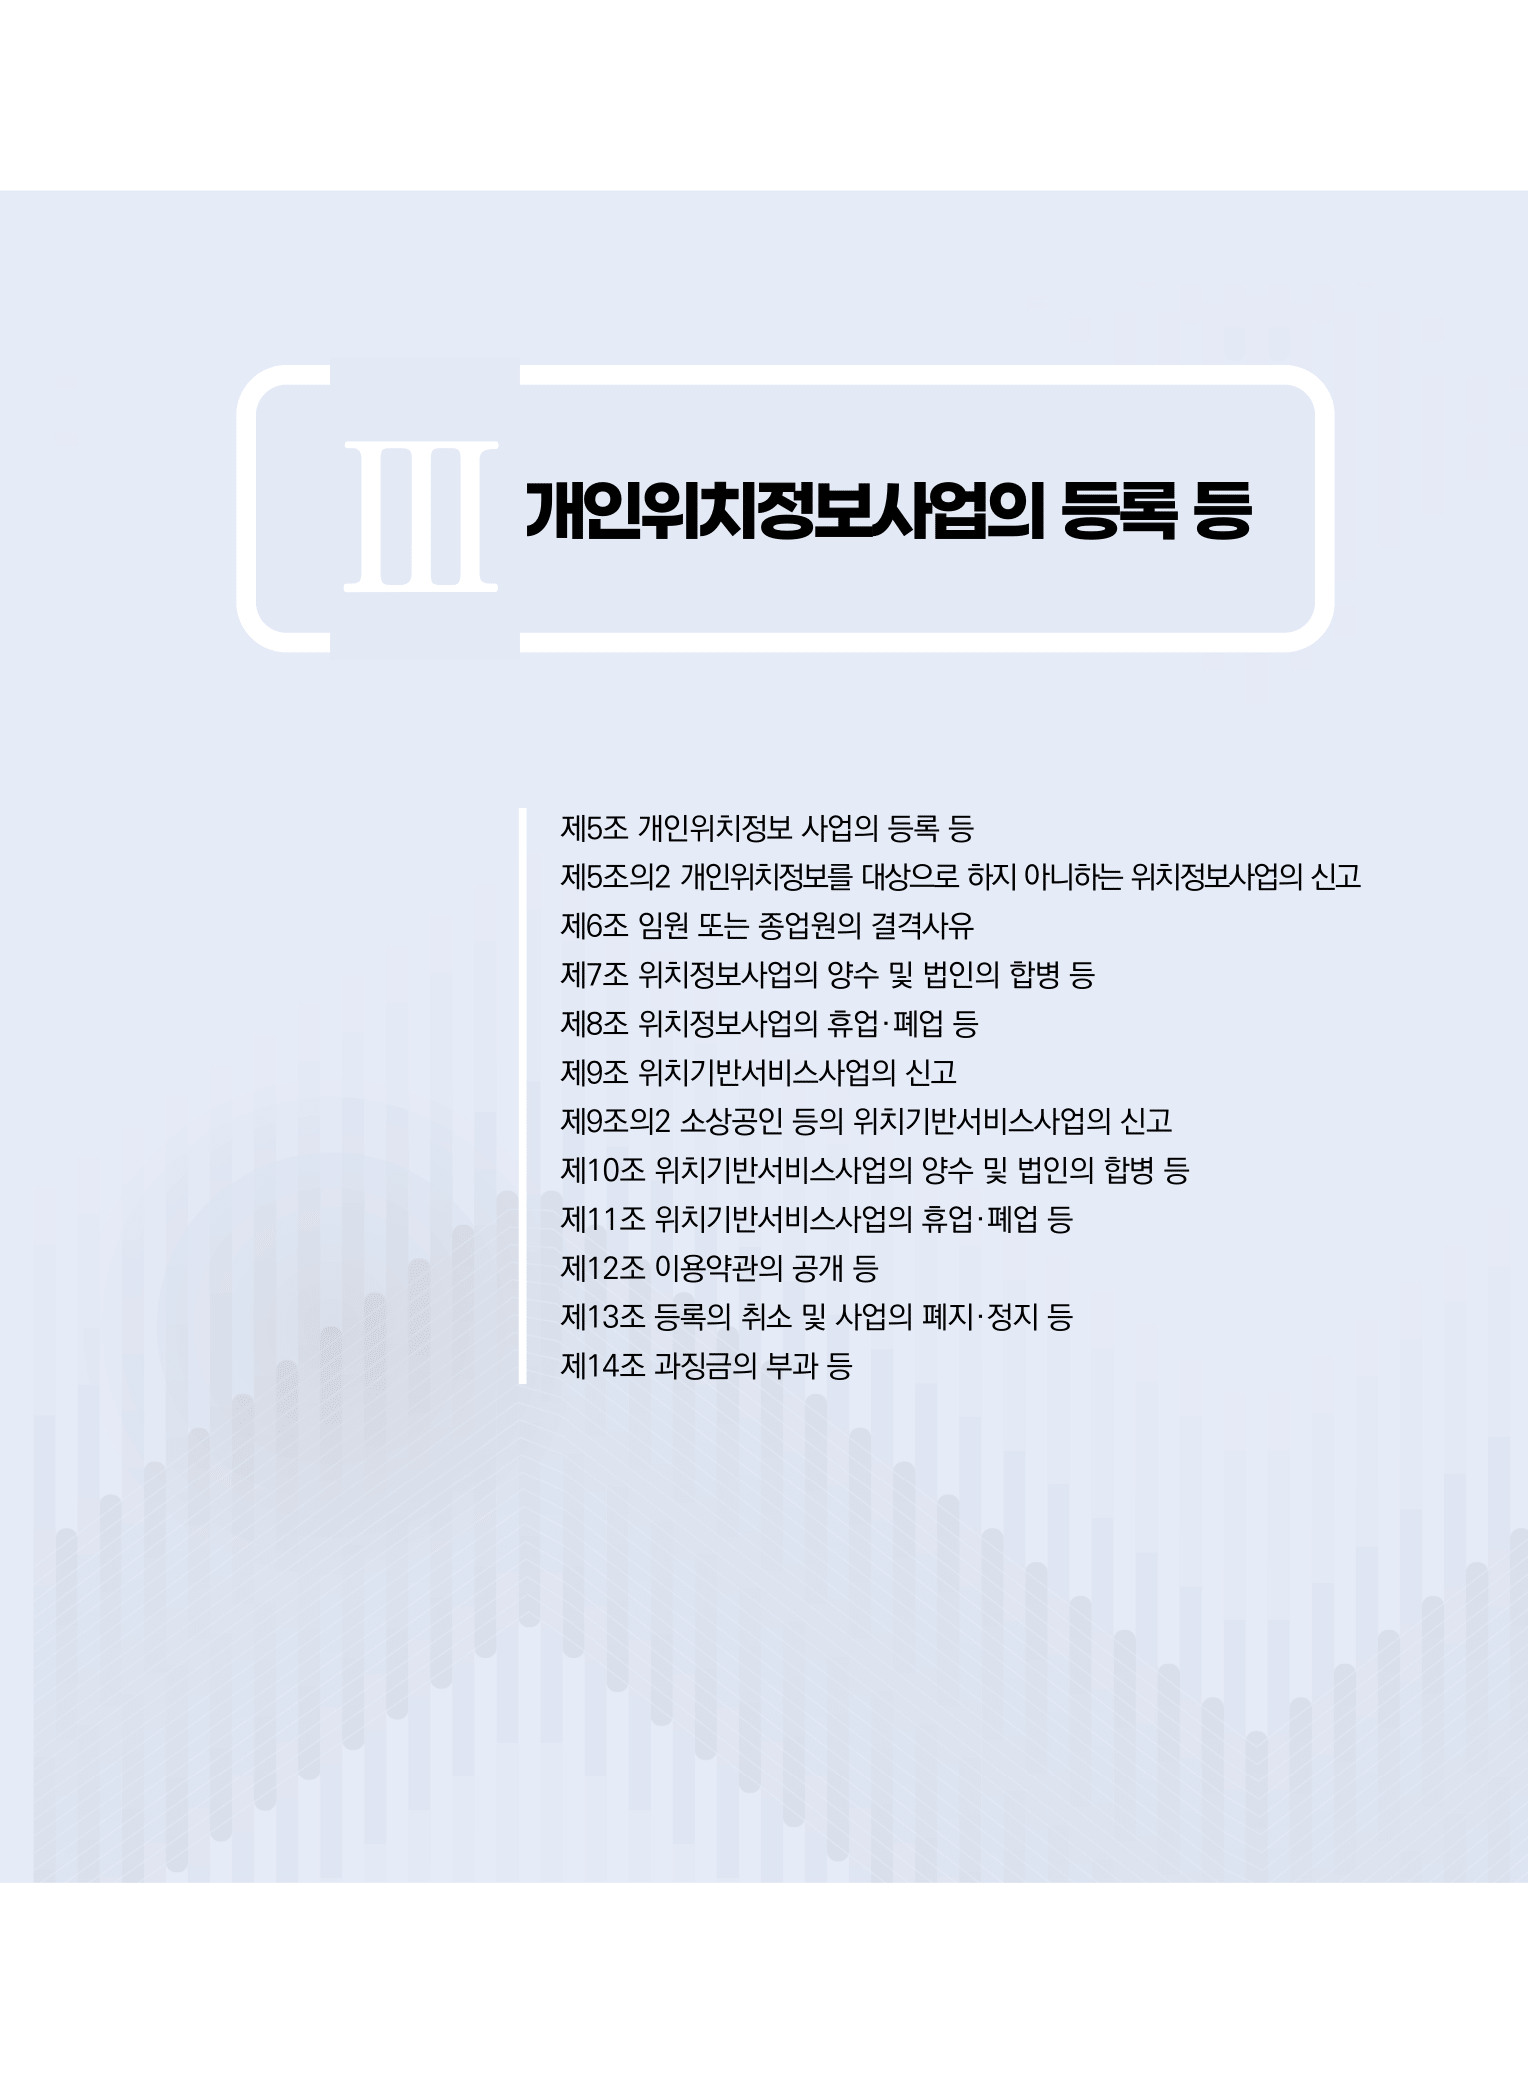 Ⅲ 개인위치정보사업의 등록 등
제5조 개인위치정보 사업의 등록 등
제5조의2 개인위치정보를 대상으로 하지 아니하는 위치정보사업의 신고
제6조 임원 또는 종업원의 결격사유
제7조 위치정보사업의 양수 및 법인의 합병 등
제8조 위치정보사업의 휴업·폐업 등
제9조 위치기반서비스사업의 신고
제9조의2 소상공인 등의 위치기반서비스사업의 신고
제10조 위치기반서비스사업의 양수 및 법인의 합병 등
제11조 위치기반서비스사업의 휴업·폐업 등
제12조 이용약관의 공개 등
제13조 등록의 취소 및 사업의 폐지·정지 등
제14조 과징금의 부과 등